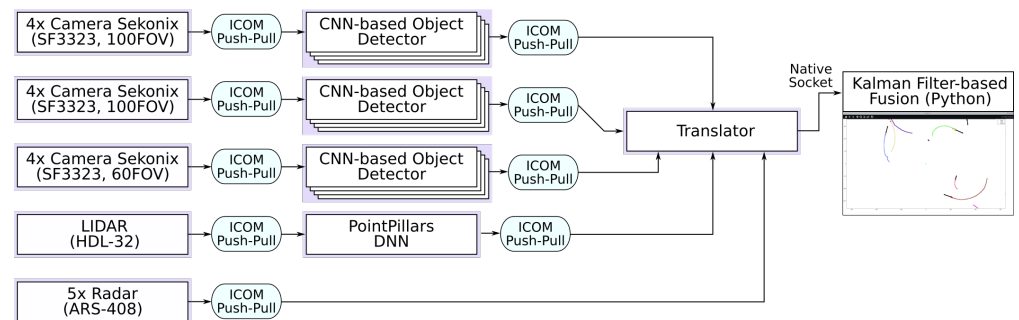 4x Camera Sekonix
(SF3323, 100FOV)
ICOM
Push-Pull
CNN-based Object
Detector
ICOM
Push-Pull
4x Camera Sekonix
(SF3323, 100FOV)
ICOM
Push-Pull
CNN-based Object
Detector
ICOM
Push-Pull
4x Camera Sekonix
(SF3323, 60FOV)
ICOM
Push-Pull
CNN-based Object
Detector
ICOM
Push-Pull
LIDAR
(HDL-32)
ICOM
Push-Pull
PointPillars
DNN
ICOM
Push-Pull
5x Radar
(ARS-408)
ICOM
Push-Pull
Translator
Native
Socket
Kalman Filter-based
Fusion (Python)